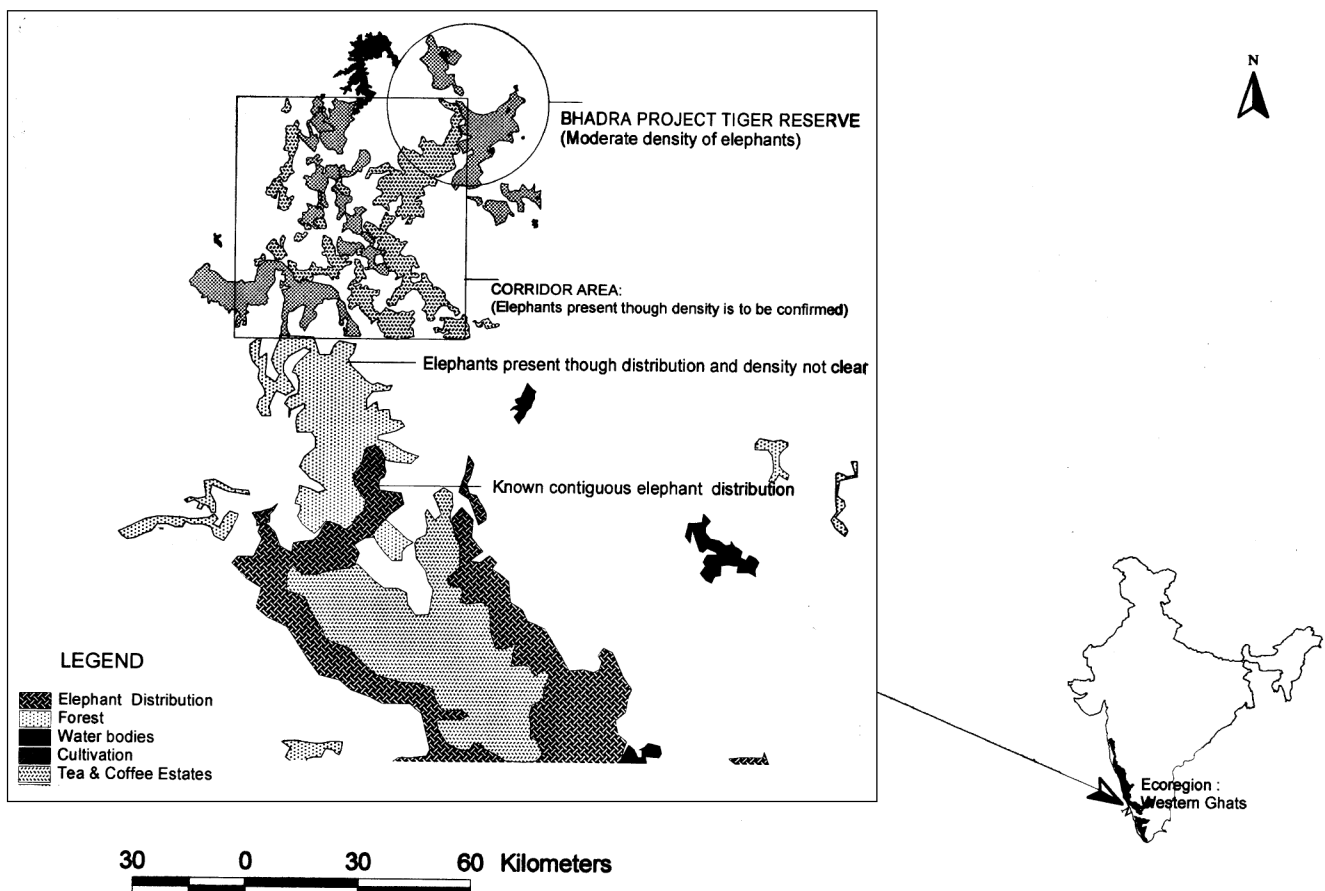 N
BHADRA PROJECT TIGER RESERVE
(Moderate density of elephants)
CORRIDOR AREA:
(Elephants present though density is to be confirmed)
Elephants present though distribution and density not clear
Known contiguous elephant distribution
LEGEND
Elephant Distribution
Forest
Water bodies
Cultivation
Tea & Coffee Estates
Ecoregion :
Western Ghats
30 0 30 60 Kilometers